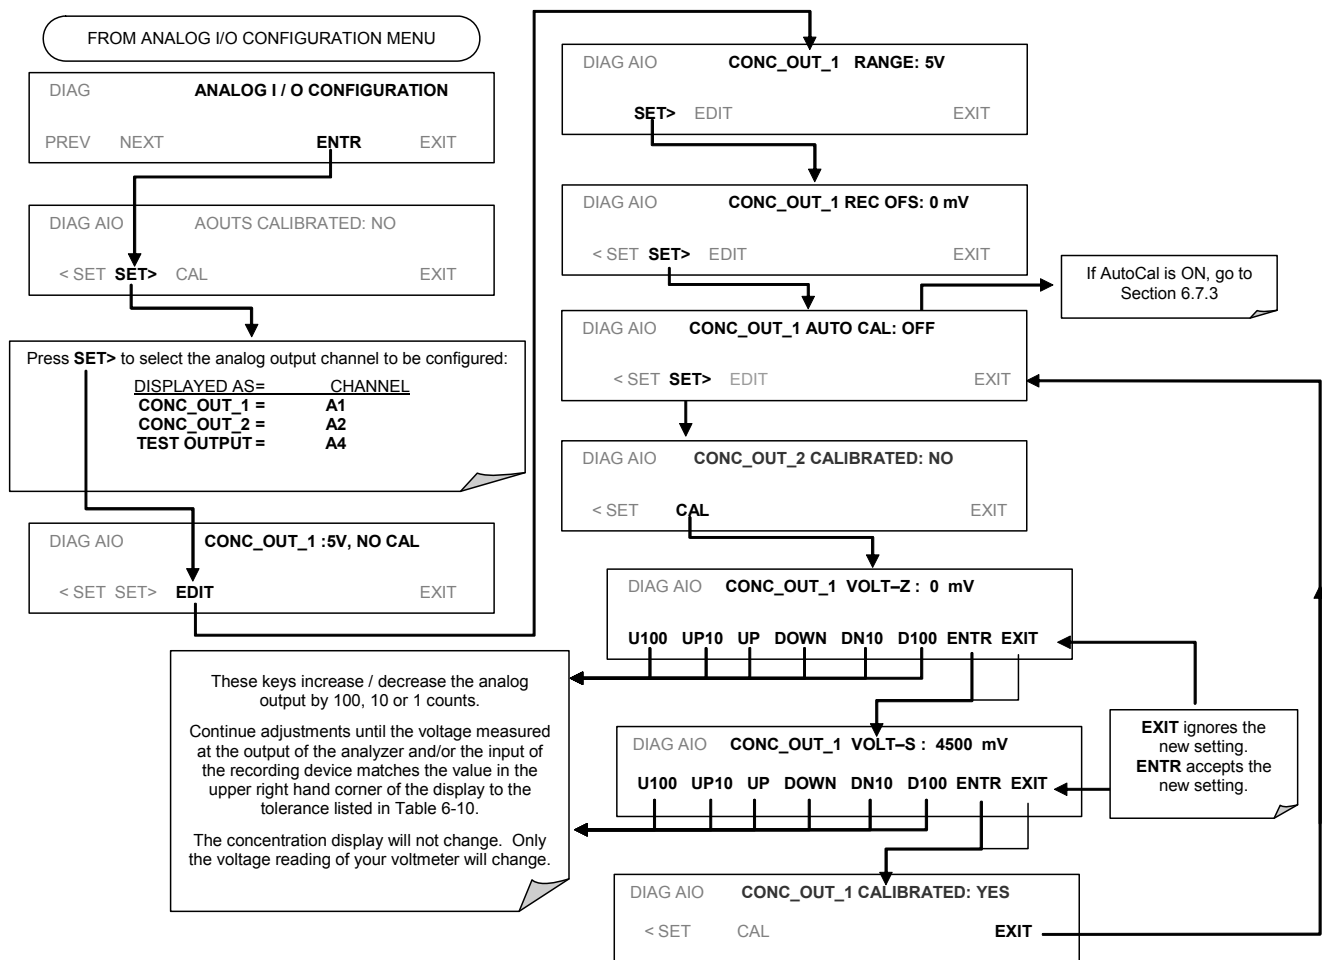 FROM ANALOG I/O CONFIGURATION MENU
DIAG ANALOG I / O CONFIGURATION
PREV NEXT ENTR EXIT
DIAG AIO AOUTS CALIBRATED: NO
< SET SET> CAL EXIT
Press SET> to select the analog output channel to be configured:
DISPLAYED AS= CHANNEL
CONC_OUT_1 = A1
CONC_OUT_2 = A2
TEST OUTPUT = A4
DIAG AIO CONC_OUT_1 :5V, NO CAL
< SET SET> EDIT EXIT
These keys increase / decrease the analog
output by 100, 10 or 1 counts.
Continue adjustments until the voltage measured
at the output of the analyzer and/or the input of
the recording device matches the value in the
upper right hand corner of the display to the
tolerance listed in Table 6-10.
The concentration display will not change. Only
the voltage reading of your voltmeter will change.
DIAG AIO CONC_OUT_1 RANGE: 5V
SET> EDIT EXIT
DIAG AIO CONC_OUT_1 REC OFS: 0 mV
< SET SET> EDIT EXIT
If AutoCal is ON, go to
Section 6.7.3
DIAG AIO CONC_OUT_1 AUTO CAL: OFF
< SET SET> EDIT EXIT
DIAG AIO CONC_OUT_2 CALIBRATED: NO
< SET CAL EXIT
DIAG AIO CONC_OUT_1 VOLT–Z : 0 mV
U100 UP10 UP DOWN DN10 D100 ENTR EXIT
DIAG AIO CONC_OUT_1 VOLT–S : 4500 mV
U100 UP10 UP DOWN DN10 D100 ENTR EXIT
EXIT ignores the
new setting.
ENTR accepts the
new setting.
DIAG AIO CONC_OUT_1 CALIBRATED: YES
< SET CAL EXIT